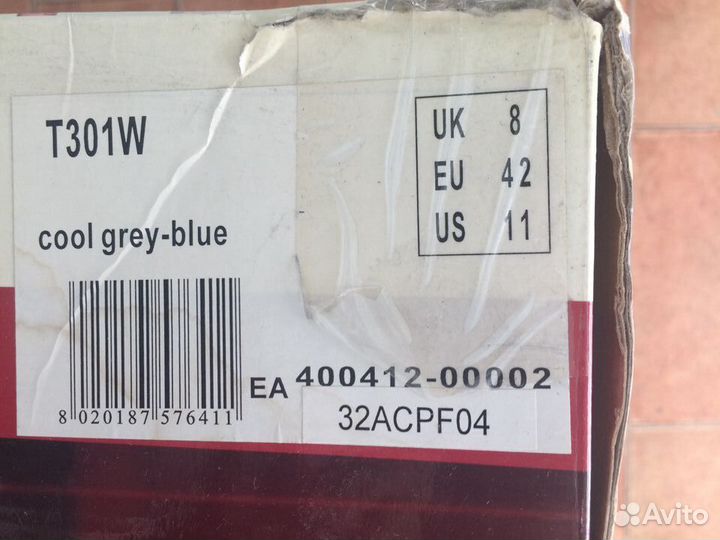 T301W
cool grey-blue
UK 8
EU 42
US 11
8 020187 576411
EA 400412-00002
32ACPF04
Avito